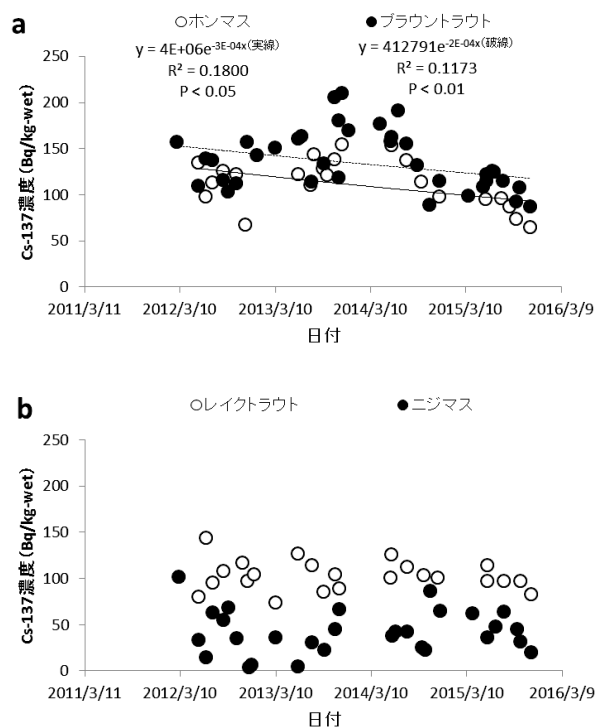 a
○ホンマス ●ブラウントラウト
y = 4E+06e-3E-04x(実線) y = 412791e-2E-04x(破線)
R² = 0.1800 R² = 0.1173
P < 0.05 P < 0.01
Cs-137濃度(Bq/kg-wet)
250
200
150
100
50
0
2011/3/11 2012/3/10 2013/3/10 2014/3/10 2015/3/10 2016/3/9
日付
b
○レイクトラウト ●ニジマス
Cs-137濃度(Bq/kg-wet)
250
200
150
100
50
0
2011/3/11 2012/3/10 2013/3/10 2014/3/10 2015/3/10 2016/3/9
日付